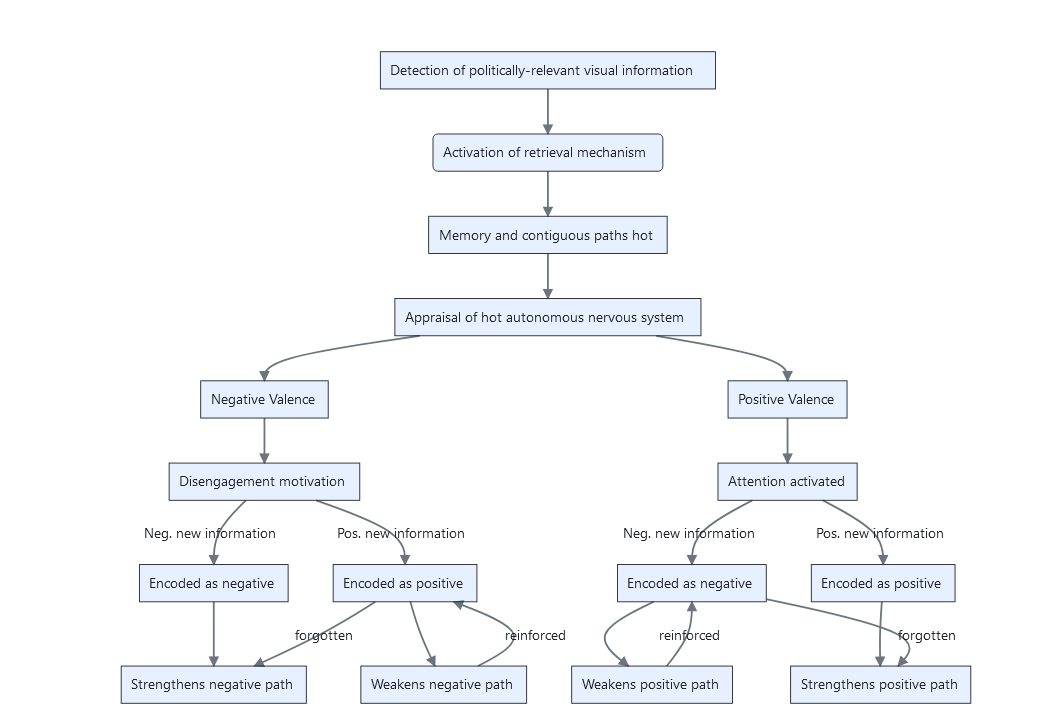 Detection of politically-relevant visual information
Activation of retrieval mechanism
Memory and contiguous paths hot
Appraisal of hot autonomous nervous system
Negative Valence
Positive Valence
Disengagement motivation
Attention activated
Neg. new information
Pos. new information
Neg. new information
Pos. new information
Encoded as negative
Encoded as positive
Encoded as negative
Encoded as positive
forgotten
reinforced
reinforced
forgotten
Strengthens negative path
Weakens negative path
Weakens positive path
Strengthens positive path